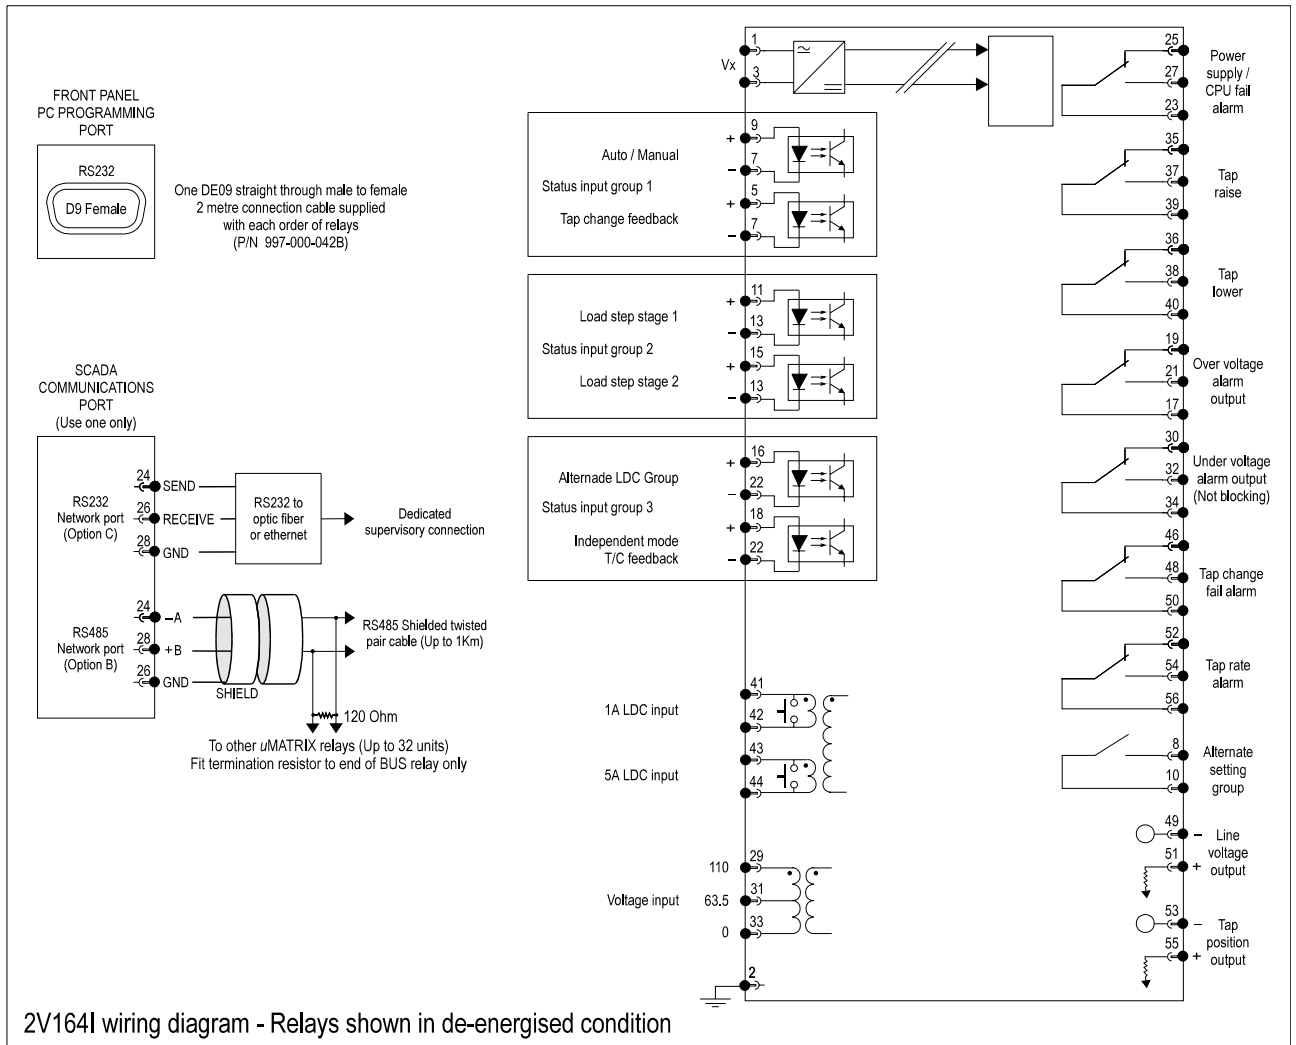 FRONT PANEL
PC PROGRAMMING
PORT
RS232
D9 Female
One DE09 straight through male to female
2 metre connection cable supplied
with each order of relays
(P/N 997-000-042B)
SCADA
COMMUNICATIONS
PORT
(Use one only)
RS232
Network port
(Option C)
24
SEND
26
RECEIVE
28
GND
RS232 to
optic fiber
or ethernet
Dedicated
supervisory connection
RS485
Network port
(Option B)
24
–A
28
+B
26
GND
SHIELD
RS485 Shielded twisted
pair cable (Up to 1Km)
120 Ohm
To other uMATRIX relays (Up to 32 units)
Fit termination resistor to end of BUS relay only
Vx
1
3
Auto / Manual
+
9
–
7
Status input group 1
Tap change feedback
+
5
–
7
Load step stage 1
+
11
–
13
Status input group 2
Load step stage 2
+
15
–
13
Alternade LDC Group
+
16
–
22
Status input group 3
Independent mode
T/C feedback
+
18
–
22
1A LDC input
41
42
5A LDC input
43
44
Voltage input
110
29
63.5
31
0
33
2
25
27
23
Power
supply /
CPU fail
alarm
35
37
39
Tap
raise
36
38
40
Tap
lower
19
21
17
Over voltage
alarm
output
30
32
34
Under voltage
alarm output
(Not blocking)
46
48
50
Tap change
fail alarm
52
54
56
Tap rate
alarm
8
10
Alternate
setting
group
49
–
51
+
Line
voltage
output
53
–
55
+
Tap
position
output
2V164I wiring diagram - Relays shown in de-energised condition